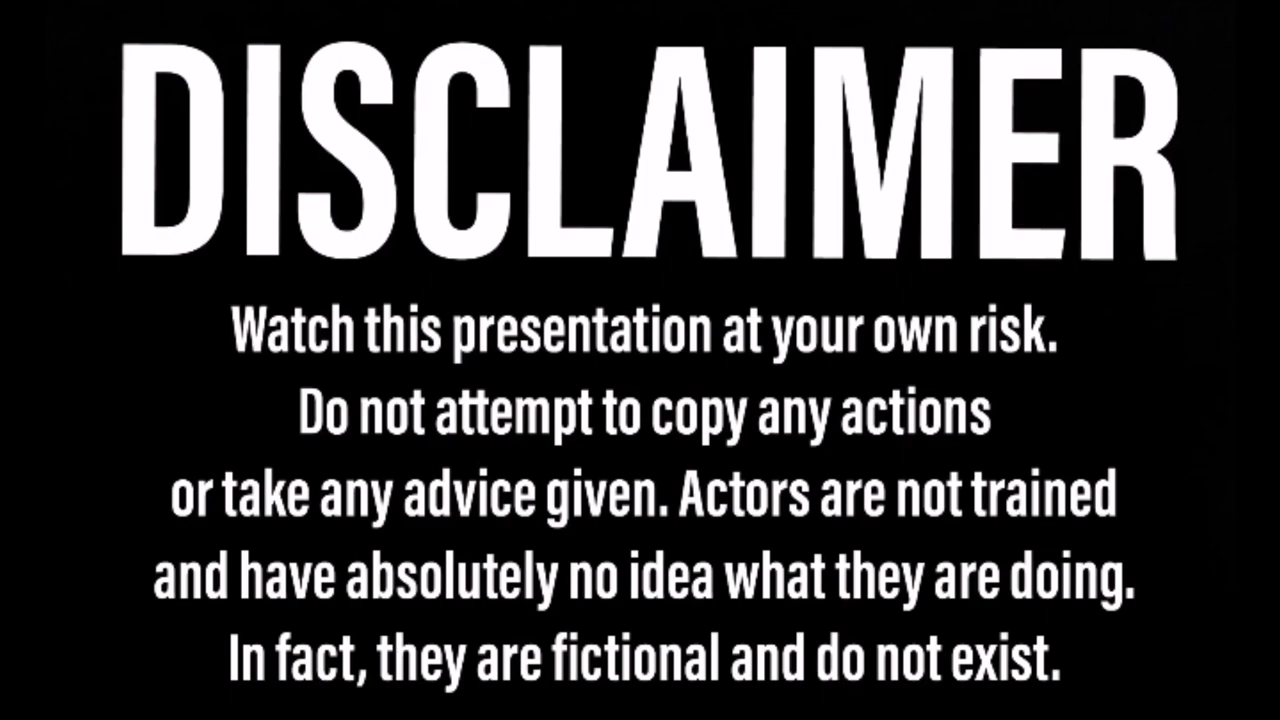 DISCLAIMER
Watch this presentation at your own risk.
Do not attempt to copy any actions
or take any advice given. Actors are not trained
and have absolutely no idea what they are doing.
In fact, they are fictional and do not exist.